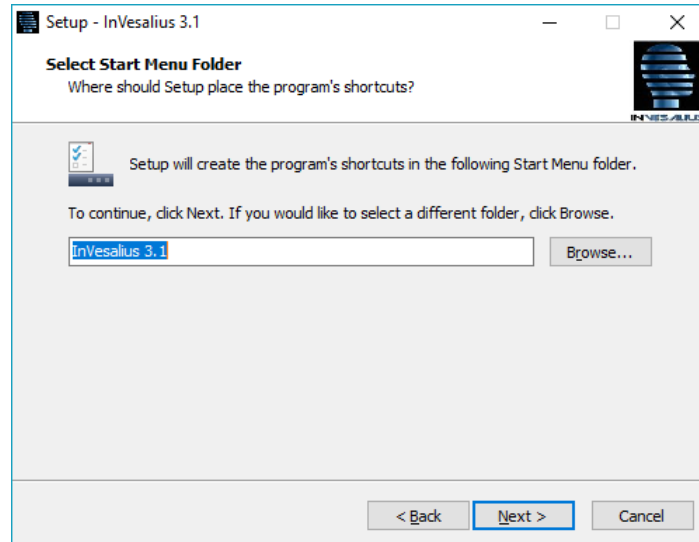 Setup - InVesalius 3.1
Select Start Menu Folder
Where should Setup place the program's shortcuts?
INVESALIUS
Setup will create the program's shortcuts in the following Start Menu folder.
To continue, click Next. If you would like to select a different folder, click Browse.
InVesalius 3.1
Browse...
< Back
Next >
Cancel